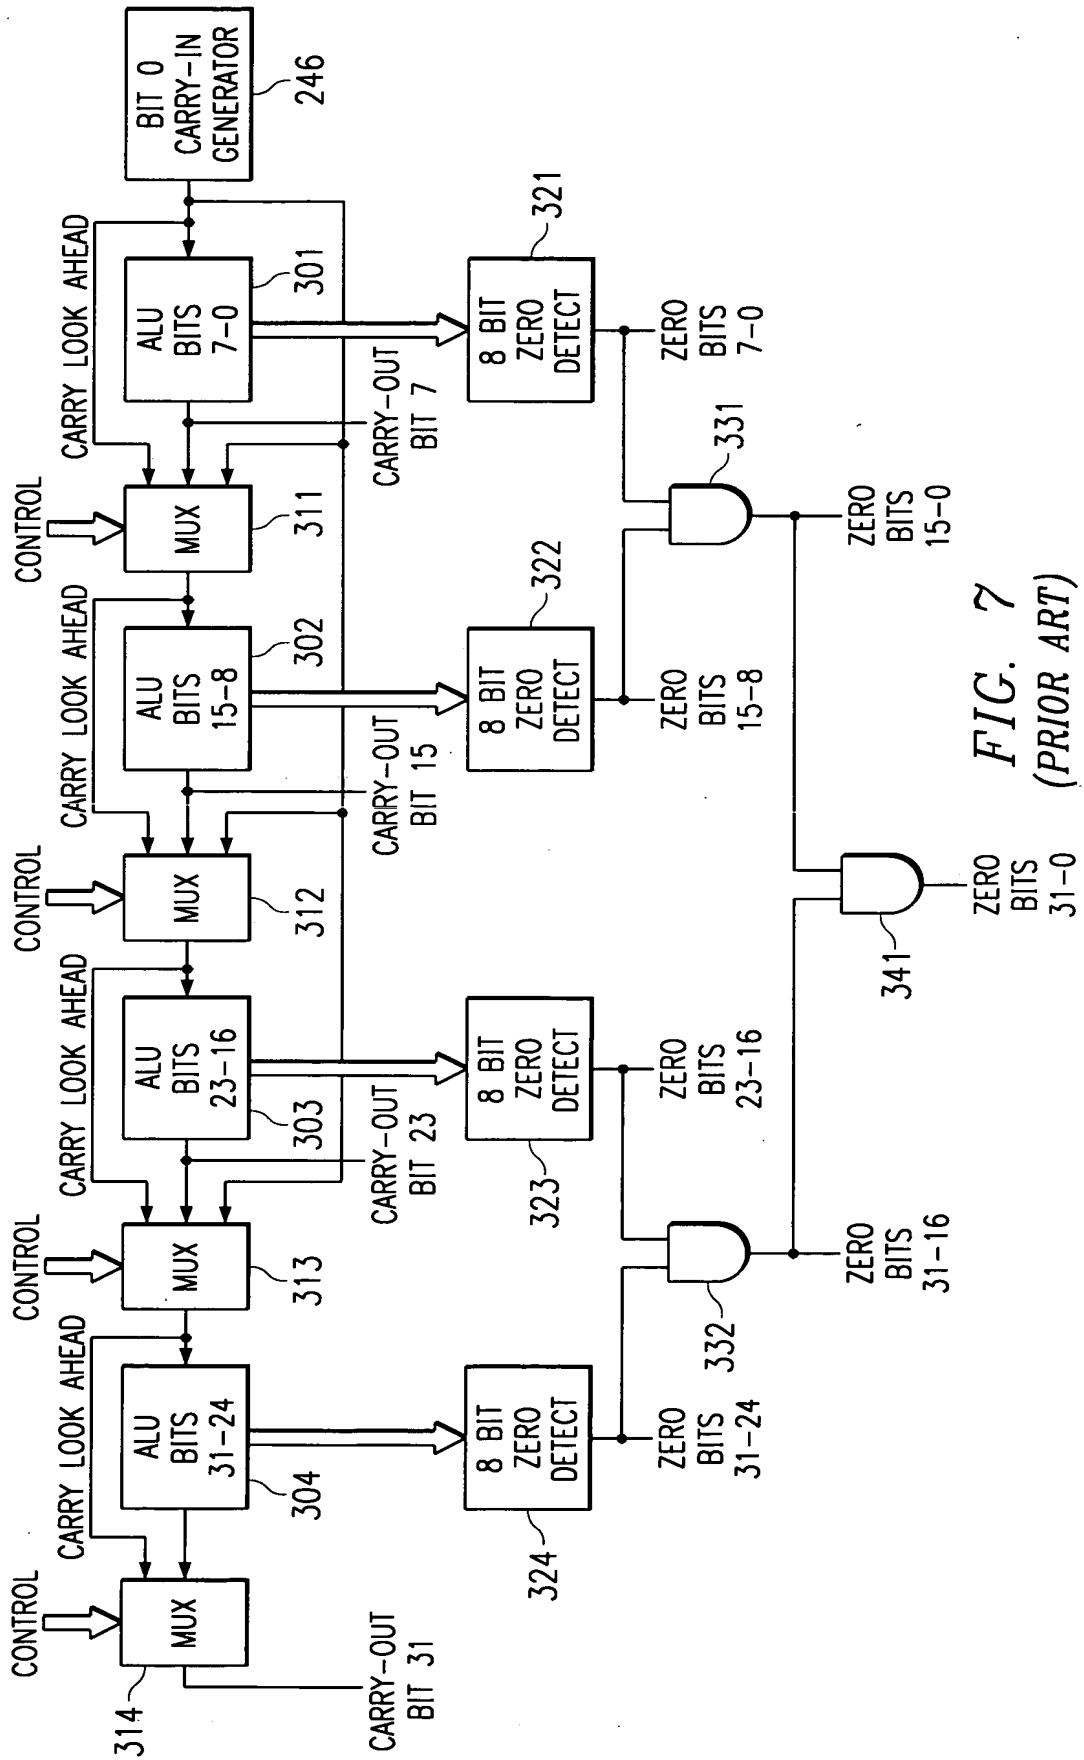 CONTROL
CONTROL
CONTROL
CONTROL
CARRY LOOK AHEAD
CARRY LOOK AHEAD
CARRY LOOK AHEAD
CARRY LOOK AHEAD
314
MUX
ALU
BITS
31-24
304
MUX
313
ALU
BITS
23-16
303
MUX
312
ALU
BITS
15-8
302
MUX
311
ALU
BITS
7-0
301
BIT 0
CARRY-IN
GENERATOR
246
CARRY-OUT
BIT 31
CARRY-OUT
BIT 23
CARRY-OUT
BIT 15
CARRY-OUT
BIT 7
324
8 BIT
ZERO
DETECT
323
8 BIT
ZERO
DETECT
322
8 BIT
ZERO
DETECT
321
8 BIT
ZERO
DETECT
ZERO
BITS
31-24
332
ZERO
BITS
23-16
ZERO
BITS
15-8
331
ZERO
BITS
7-0
ZERO
BITS
31-16
341
ZERO
BITS
15-0
ZERO
BITS
31-0
FIG. 7
(PRIOR ART)